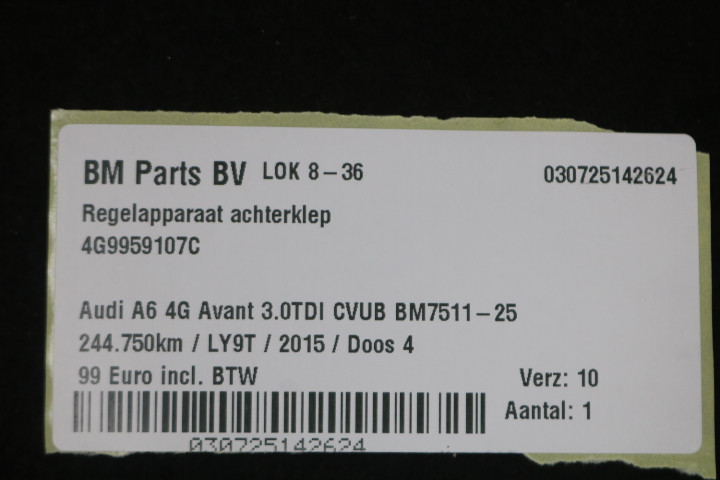 BM Parts BV LOK 8-36 030725142624
Regelapparaat achterklep
4G9959107C
Audi A6 4G Avant 3.0TDI CVUB BM7511-25
244.750km / LY9T / 2015 / Doos 4
99 Euro incl. BTW Verz: 10
Aantal: 1
030725142624